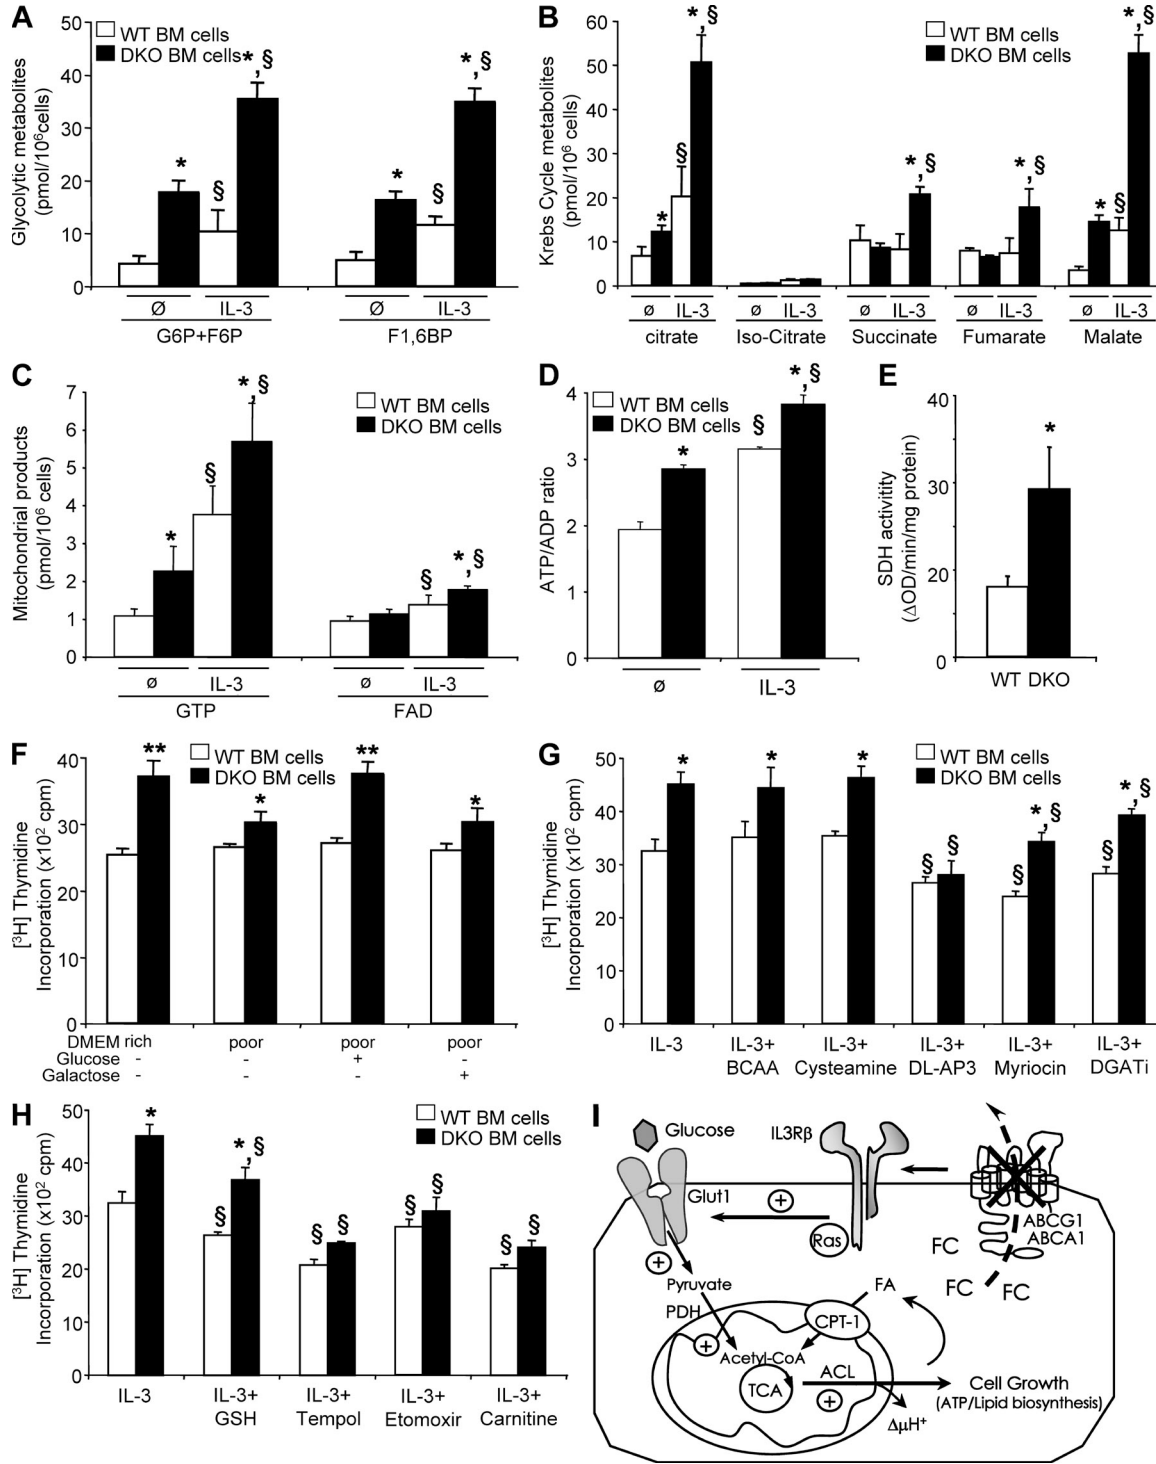 A
Glycolytic metabolites
(pmol/10⁶cells)
50
40
30
20
10
0
WT BM cells
DKO BM cells
*
§
*,§
*
§
*,§
Ø IL-3 Ø IL-3
G6P+F6P F1,6BP
B
Krebs Cycle metabolites
(pmol/10⁶ cells)
60
50
40
30
20
10
0
WT BM cells
DKO BM cells
*
§
*,§
*,§
*,§
*
§
*,§
ø IL-3 ø IL-3 ø IL-3 ø IL-3 ø IL-3
citrate Iso-Citrate Succinate Fumarate Malate
C
Mitochondrial products
(pmol/10⁶ cells)
7
6
5
4
3
2
1
0
WT BM cells
DKO BM cells
*
§
*,§
§
*,§
ø IL-3 ø IL-3
GTP FAD
D
ATP/ADP ratio
4
3
2
1
0
WT BM cells
DKO BM cells
*
§
*,§
ø IL-3
E
SDH activitity
(ΔOD/min/mg protein)
40
30
20
0
*
WT DKO
F
[³H] Thymidine
Incorporation (x10² cpm)
40
30
20
10
0
WT BM cells
DKO BM cells
**
*
**
*
DMEM rich poor poor poor
Glucose - - + -
Galactose - - - +
G
[³H] Thymidine
Incorporation (x10² cpm)
50
40
30
20
10
0
WT BM cells
DKO BM cells
*
*
*
§ §
§ *,§
§ *,§
IL-3 IL-3+ IL-3+ IL-3+ IL-3+ IL-3+
BCAA Cysteamine DL-AP3 Myriocin DGATi
H
[³H] Thymidine
Incorporation (x10² cpm)
50
40
30
20
10
0
WT BM cells
DKO BM cells
*
§ *,§
§ §
§ §
§ §
IL-3 IL-3+ IL-3+ IL-3+ IL-3+
GSH Tempol Etomoxir Carnitine
I
Glucose
IL3Rβ
Glut1
+
Ras
ABCG1
ABCA1
FC
FC
FC
+
Pyruvate
PDH
FA
CPT-1
+
Acetyl-CoA
TCA
ACL
+
Cell Growth
(ATP/Lipid biosynthesis)
ΔμH⁺